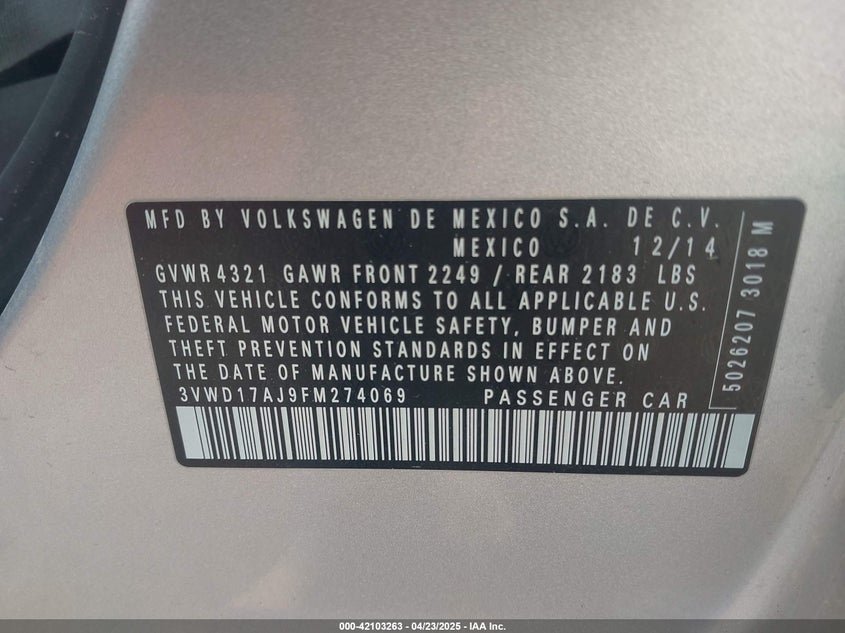 MFD BY VOLKSWAGEN DE MEXICO S.A. DE C.V.
MEXICO 12/14
GVWR 4321 GAWR FRONT 2249 / REAR 2183 LBS
THIS VEHICLE CONFORMS TO ALL APPLICABLE U.S.
FEDERAL MOTOR VEHICLE SAFETY, BUMPER AND
THEFT PREVENTION STANDARDS IN EFFECT ON
THE DATE OF MANUFACTURE SHOWN ABOVE.
3VWD17AJ9FM274069 PASSENGER CAR
5026207 3018 M
000-42103263 - 04/23/2025 - IAA Inc.